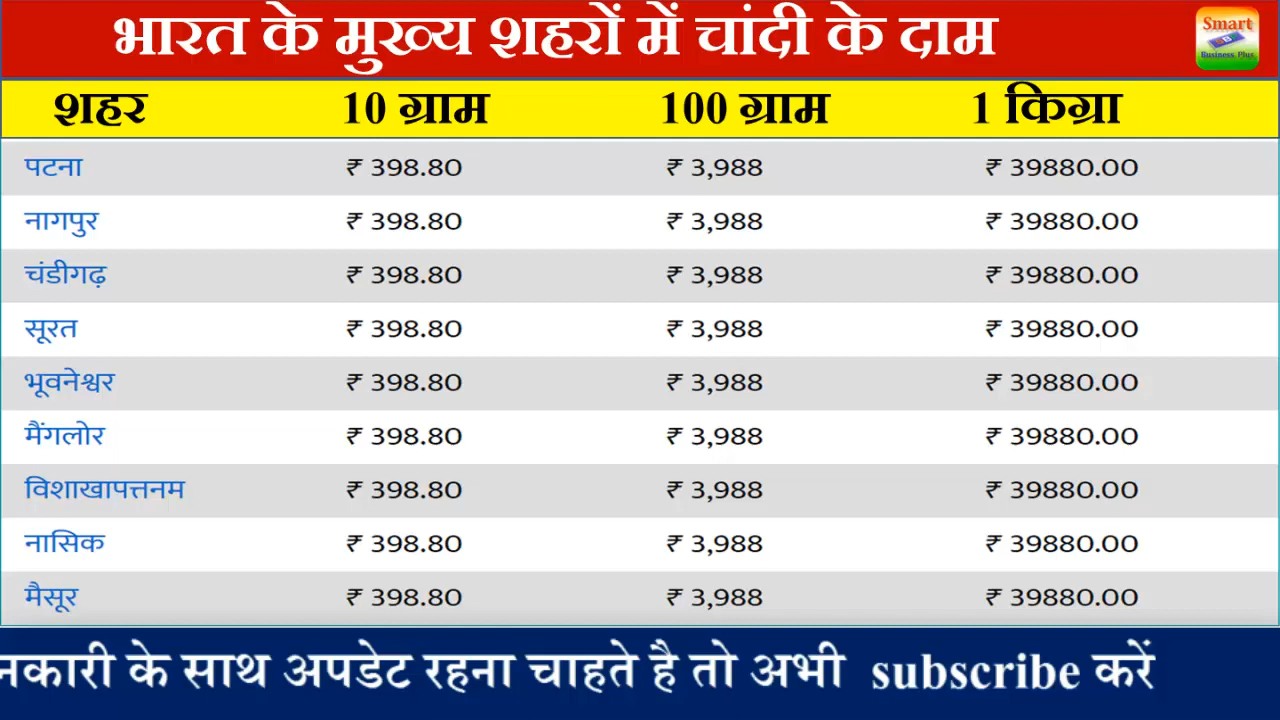 भारत के मुख्य शहरों में चांदी के दाम
Smart
Business Plus
शहर 10 ग्राम 100 ग्राम 1 किग्रा
पटना ₹ 398.80 ₹ 3,988 ₹ 39880.00
नागपुर ₹ 398.80 ₹ 3,988 ₹ 39880.00
चंडीगढ़ ₹ 398.80 ₹ 3,988 ₹ 39880.00
सूरत ₹ 398.80 ₹ 3,988 ₹ 39880.00
भूवनेश्वर ₹ 398.80 ₹ 3,988 ₹ 39880.00
मैंगलोर ₹ 398.80 ₹ 3,988 ₹ 39880.00
विशाखापत्तनम ₹ 398.80 ₹ 3,988 ₹ 39880.00
नासिक ₹ 398.80 ₹ 3,988 ₹ 39880.00
मैसूर ₹ 398.80 ₹ 3,988 ₹ 39880.00
नकारी के साथ अपडेट रहना चाहते है तो अभी subscribe करें